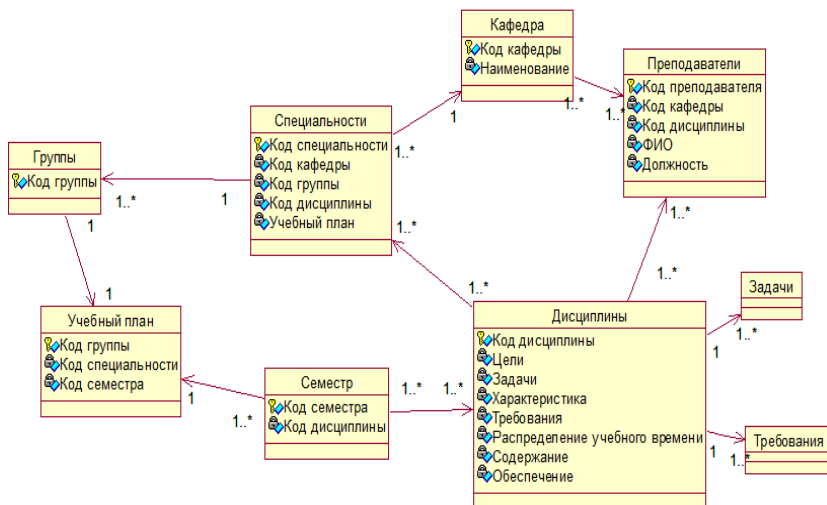 Кафедра
Код кафедры
Наименование
1
1..*
1..*
1..*
Преподаватели
Код преподавателя
Код кафедры
Код дисциплины
ФИО
Должность
Специальности
Код специальности
Код кафедры
Код группы
Код дисциплины
Учебный план
1
1..*
1..*
Группы
Код группы
1..*
1
1
Учебный план
Код группы
Код специальности
Код семестра
1
1..*
Семестр
Код семестра
Код дисциплины
1..*
1..*
1..*
1..*
Дисциплины
Код дисциплины
Цели
Задачи
Характеристика
Требования
Распределение учебного времени
Содержание
Обеспечение
1
1..*
Задачи
1
1..*
Требования